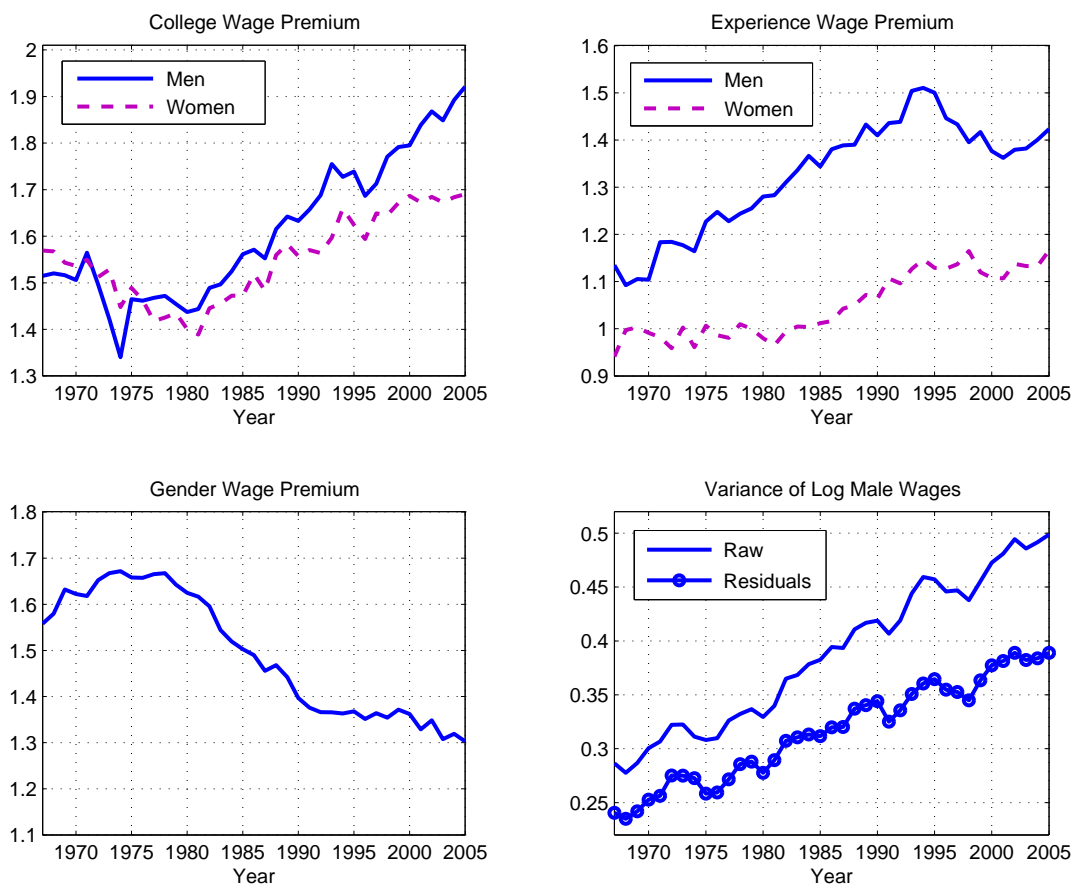 College Wage Premium
2
1.9
1.8
1.7
1.6
1.5
1.4
1.3
Men
Women
1970 1975 1980 1985 1990 1995 2000 2005
Year
Experience Wage Premium
1.6
1.5
1.4
1.3
1.2
1.1
1
0.9
Men
Women
1970 1975 1980 1985 1990 1995 2000 2005
Year
Gender Wage Premium
1.8
1.7
1.6
1.5
1.4
1.3
1.2
1.1
1970 1975 1980 1985 1990 1995 2000 2005
Year
Variance of Log Male Wages
0.5
0.45
0.4
0.35
0.3
0.25
Raw
Residuals
1970 1975 1980 1985 1990 1995 2000 2005
Year